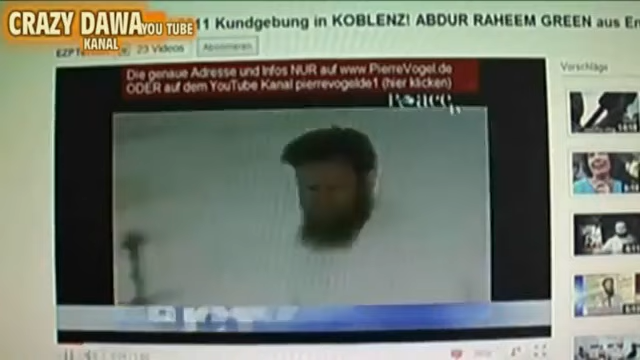 CRAZY DAWA YOU TUBE
KANAL
11 Kundgebung in KOBLENZ! ABDUR RAHEEM GREEN aus En
23 Videos Abonnieren
Vorschläge
Die genaue Adresse und Infos NUR auf www.PierreVogel.de
ODER auf dem YouTube Kanal pierrevogelde1 (hier klicken)